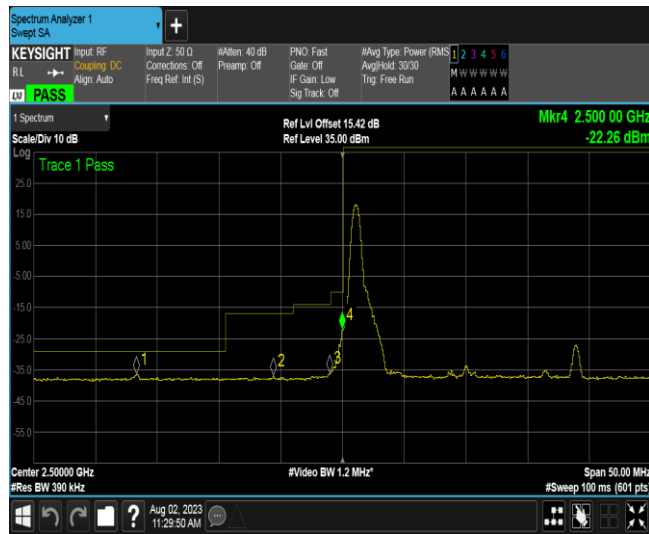 Spectrum Analyzer 1
Swept SA
+
KEYSIGHT
RL
LXI PASS
Input: RF
Coupling: DC
Align: Auto
Input Z: 50 Ω
Corrections: Off
Freq Ref: Int (S)
#Atten: 40 dB
Preamp: Off
PNO: Fast
Gate: Off
IF Gain: Low
Sig Track: Off
#Avg Type: Power (RMS
Avg|Hold: 30/30
Trig: Free Run
1 2 3 4 5 6
M W W W W W
A A A A A A
1 Spectrum
Scale/Div 10 dB
Ref Lvl Offset 15.42 dB
Ref Level 35.00 dBm
Mkr4 2.500 00 GHz
-22.26 dBm
Log
Trace 1 Pass
25.0
15.0
5.00
-5.00
-15.0
-25.0
-35.0
-45.0
-55.0
1
2
3
4
Center 2.50000 GHz
#Res BW 390 kHz
#Video BW 1.2 MHz*
Span 50.00 MHz
#Sweep 100 ms (601 pts)
?
Aug 02, 2023
11:29:50 AM